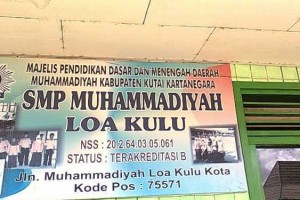 MAJELIS PENDIDIKAN DASAR DAN MENENGAH DAERAH
MUHAMMADIYAH KABUPATEN KUTAI KARTANEGARA
SMP MUHAMMADIYAH
LOA KULU
NSS : 20.2.64.03.05.061
STATUS : TERAKREDITASI B
Jln. Muhammadiyah Loa Kulu Kota
Kode Pos : 75571